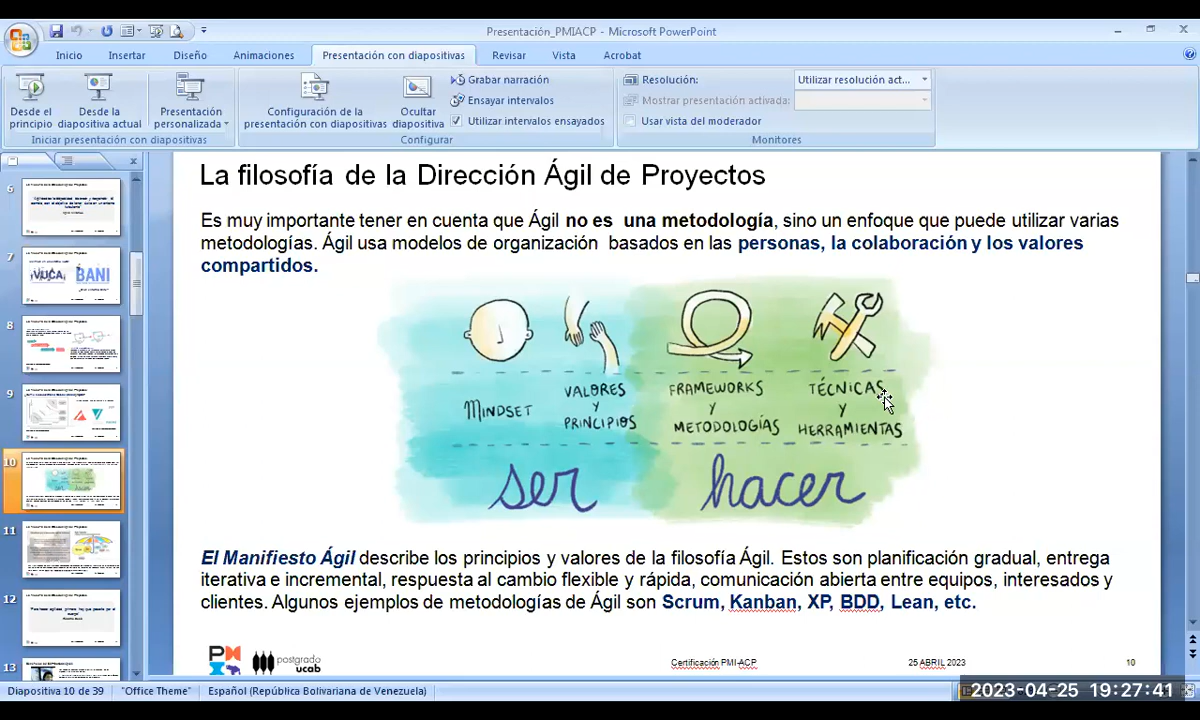 Presentación_PMIACP - Microsoft PowerPoint
Inicio Insertar Diseño Animaciones Presentación con diapositivas Revisar Vista Acrobat
Desde el principio
Desde la diapositiva actual
Presentación personalizada
Iniciar presentación con diapositivas
Configuración de la presentación con diapositivas
Ocultar diapositiva
Grabar narración
Ensayar intervalos
Utilizar intervalos ensayados
Configurar
Resolución: Utilizar resolución act...
Mostrar presentación activada:
Usar vista del moderador
Monitores
6
7
VUCA BANI
8
9
10
11
12
13
La filosofía de la Dirección Ágil de Proyectos
Es muy importante tener en cuenta que Ágil no es una metodología, sino un enfoque que puede utilizar varias
metodologías. Ágil usa modelos de organización basados en las personas, la colaboración y los valores
compartidos.
MINDSET
VALORES
Y
PRINCIPIOS
FRAMEWORKS
Y
METODOLOGÍAS
TÉCNICAS
Y
HERRAMIENTAS
ser
hacer
El Manifiesto Ágil describe los principios y valores de la filosofía Ágil. Estos son planificación gradual, entrega
iterativa e incremental, respuesta al cambio flexible y rápida, comunicación abierta entre equipos, interesados y
clientes. Algunos ejemplos de metodologías de Ágil son Scrum, Kanban, XP, BDD, Lean, etc.
PM
postgrado
ucab
Certificación PMI-ACP
25 ABRIL 2023
10
Diapositiva 10 de 39 "Office Theme" Español (República Bolivariana de Venezuela)
2023-04-25 19:27:41